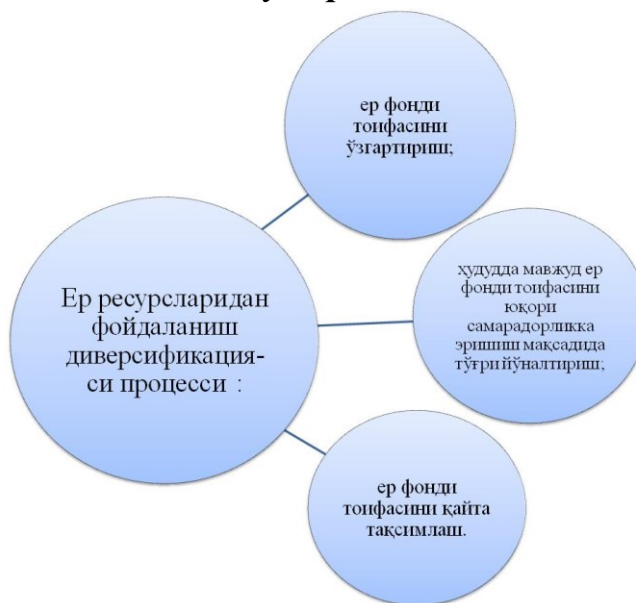 ер фонди
тоифасини
ўзгартириш;
Ер ресурсларидан
фойдаланиш
диверсификация-
си процесси :
ҳудудда мавжуд ер
фонди тоифасини
юқори
самарадорликка
эришиш мақсадида
тўғри йўналтириш;
ер фонди
тоифасини қайта
тақсимлаш.